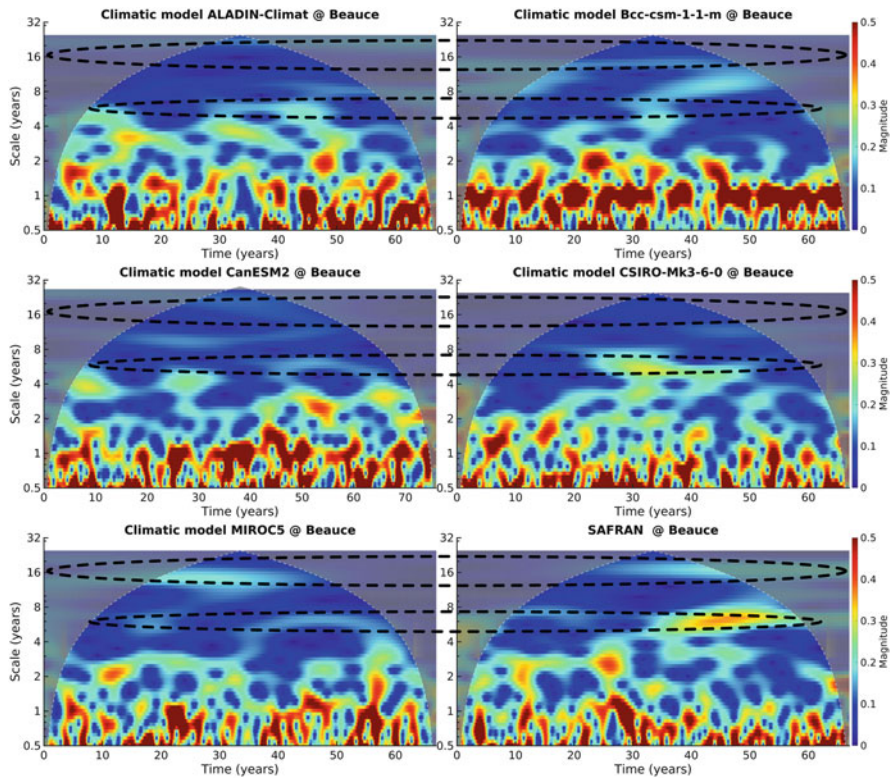 Climatic model ALADIN-Climat @ Beauce
Climatic model Bcc-csm-1-1-m @ Beauce
Scale (years)
32
16
8
4
2
1
0.5
0 10 20 30 40 50 60
Time (years)
32
16
8
4
2
1
0.5
0 10 20 30 40 50 60
Time (years)
0.5
0.4
0.3
0.2
0.1
0
Magnitude
Climatic model CanESM2 @ Beauce
Climatic model CSIRO-Mk3-6-0 @ Beauce
Scale (years)
32
16
8
4
2
1
0.5
0 10 20 30 40 50 60 70
Time (years)
32
16
8
4
2
1
0.5
0 10 20 30 40 50 60
Time (years)
0.5
0.4
0.3
0.2
0.1
0
Magnitude
Climatic model MIROC5 @ Beauce
SAFRAN @ Beauce
Scale (years)
32
16
8
4
2
1
0.5
0 10 20 30 40 50 60
Time (years)
32
16
8
4
2
1
0.5
0 10 20 30 40 50 60
Time (years)
0.5
0.4
0.3
0.2
0.1
0
Magnitude